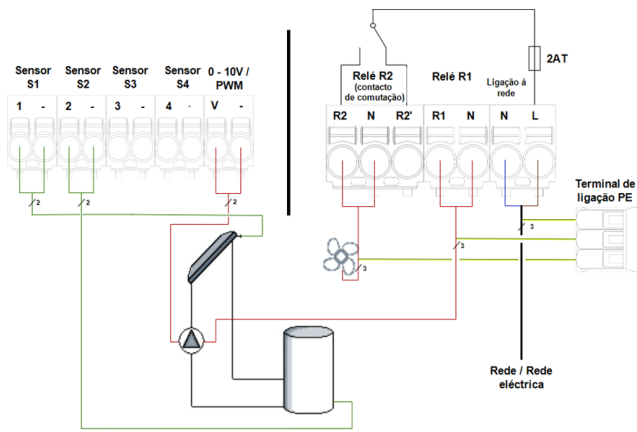 Sensor S1
Sensor S2
Sensor S3
Sensor S4
0 - 10V / PWM
1 - 2 - 3 - 4 - V -
2
2
2
Relé R2
(contacto
de comutação)
Relé R1
Ligação á
rede
2AT
R2 N R2' R1 N N L
Terminal de
ligação PE
3
3
3
Rede / Rede
eléctrica